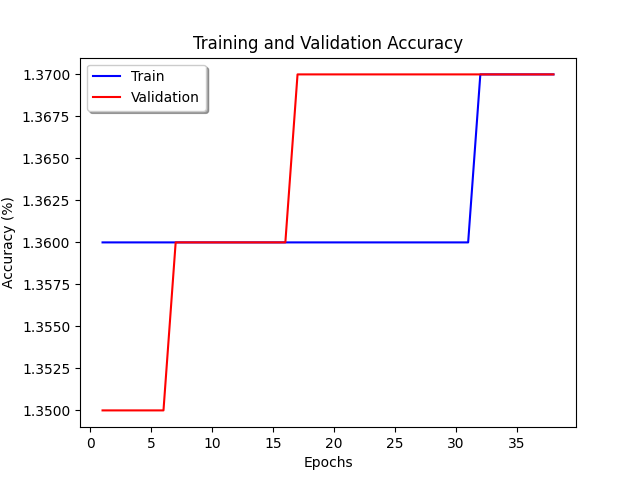 Training and Validation Accuracy
Train
Validation
1.3700
1.3675
1.3650
1.3625
1.3600
1.3575
1.3550
1.3525
1.3500
Accuracy (%)
0 5 10 15 20 25 30 35
Epochs